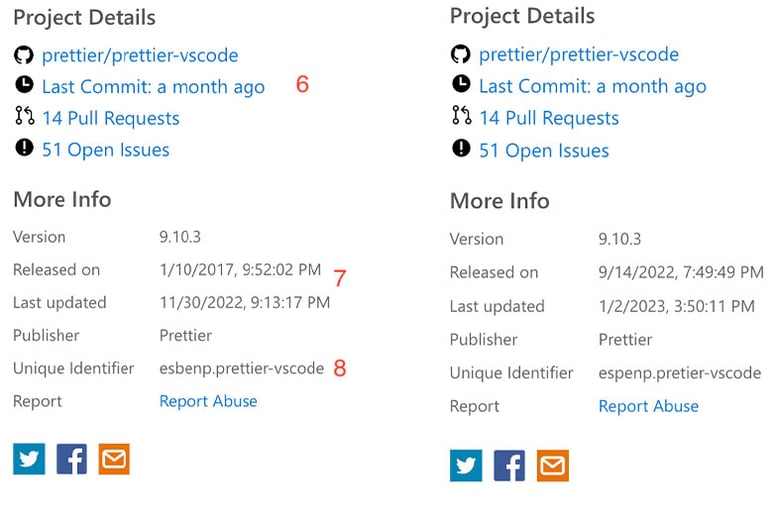 Project Details
prettier/prettier-vscode
Last Commit: a month ago 6
14 Pull Requests
51 Open Issues
More Info
Version 9.10.3
Released on 1/10/2017, 9:52:02 PM 7
Last updated 11/30/2022, 9:13:17 PM
Publisher Prettier
Unique Identifier esbenp.prettier-vscode 8
Report Report Abuse
Project Details
prettier/prettier-vscode
Last Commit: a month ago
14 Pull Requests
51 Open Issues
More Info
Version 9.10.3
Released on 9/14/2022, 7:49:49 PM
Last updated 1/2/2023, 3:50:11 PM
Publisher Prettier
Unique Identifier espenp.pretier-vscode
Report Report Abuse